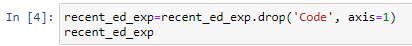 In [4]: recent_ed_exp=recent_ed_exp.drop('Code', axis=1)
recent_ed_exp